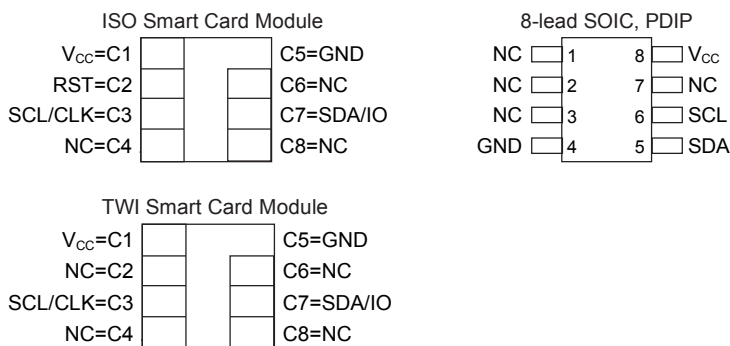 ISO Smart Card Module
V_CC=C1 C5=GND
RST=C2 C6=NC
SCL/CLK=C3 C7=SDA/IO
NC=C4 C8=NC
8-lead SOIC, PDIP
NC 1 8 V_CC
NC 2 7 NC
NC 3 6 SCL
GND 4 5 SDA
TWI Smart Card Module
V_CC=C1 C5=GND
NC=C2 C6=NC
SCL/CLK=C3 C7=SDA/IO
NC=C4 C8=NC